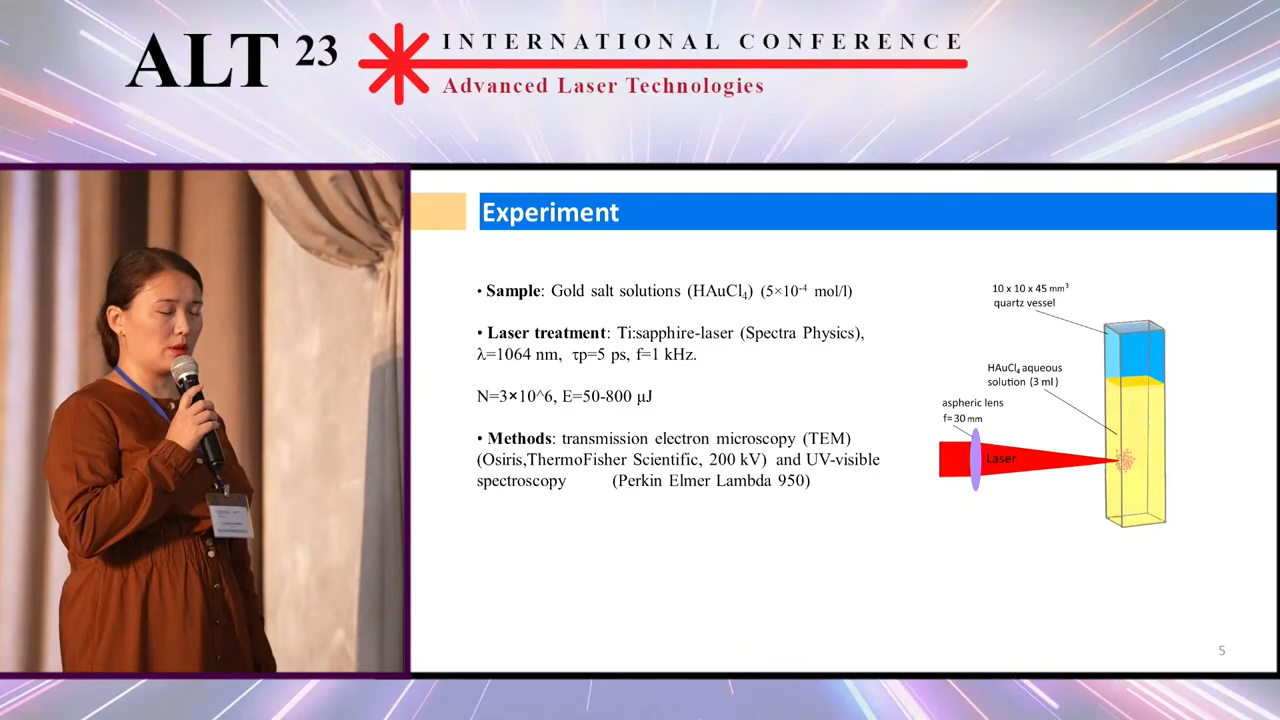 ALT 23
INTERNATIONAL CONFERENCE
Advanced Laser Technologies
Experiment
• Sample: Gold salt solutions (HAuCl₄) (5×10⁻⁴ mol/l)
• Laser treatment: Ti:sapphire-laser (Spectra Physics),
λ=1064 nm, τp=5 ps, f=1 kHz.
N=3×10^6, E=50-800 μJ
• Methods: transmission electron microscopy (TEM)
(Osiris,ThermoFisher Scientific, 200 kV) and UV-visible
spectroscopy (Perkin Elmer Lambda 950)
10 x 10 x 45 mm³
quartz vessel
HAuCl₄ aqueous
solution (3 ml)
aspheric lens
f=30 mm
Laser
5